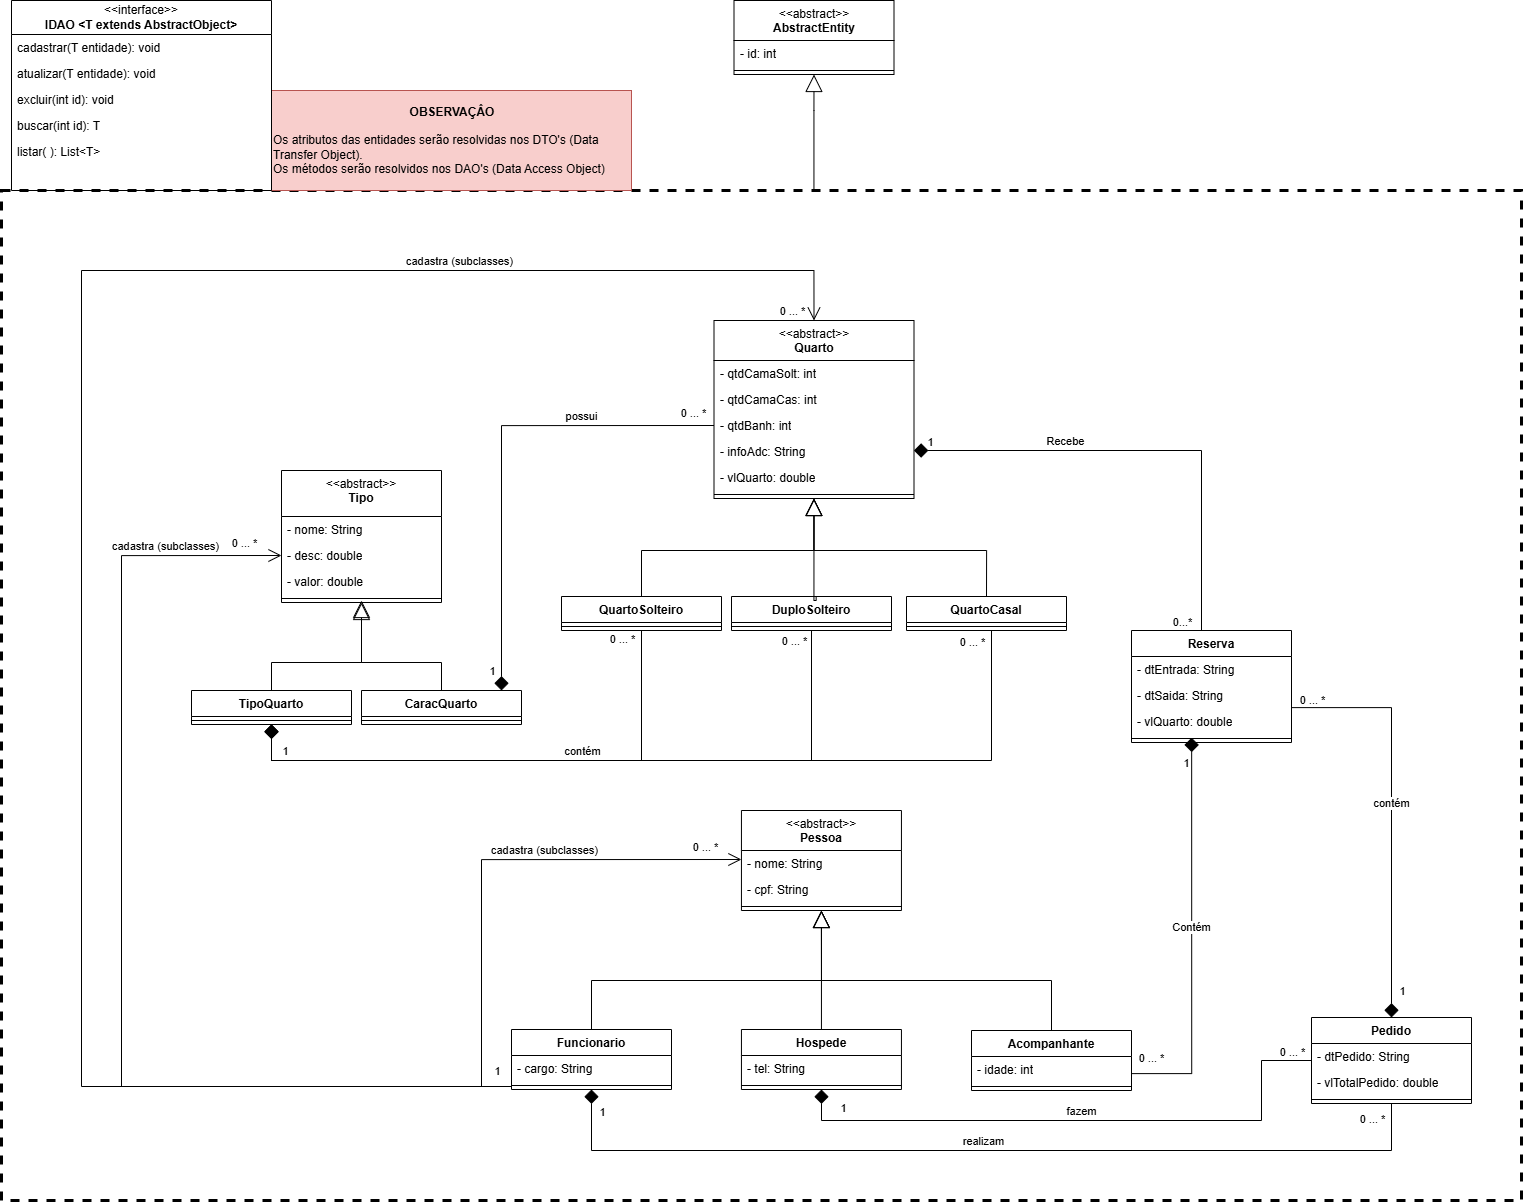 <<interface>>
IDAO <T extends AbstractObject>
cadastrar(T entidade): void
atualizar(T entidade): void
excluir(int id): void
buscar(int id): T
listar( ): List<T>
OBSERVAÇÂO
Os atributos das entidades serão resolvidas nos DTO's (Data
Transfer Object).
Os métodos serão resolvidos nos DAO's (Data Access Object)
<<abstract>>
AbstractEntity
- id: int
cadastra (subclasses)
0 ... *
<<abstract>>
Quarto
- qtdCamaSolt: int
- qtdCamaCas: int
- qtdBanh: int
- infoAdc: String
- vlQuarto: double
possui
0 ... *
1
Recebe
<<abstract>>
Tipo
- nome: String
- desc: double
- valor: double
cadastra (subclasses)
0 ... *
QuartoSolteiro
DuploSolteiro
QuartoCasal
0 ... *
0 ... *
0 ... *
0...*
Reserva
- dtEntrada: String
- dtSaida: String
- vlQuarto: double
1
TipoQuarto
CaracQuarto
1
contém
0 ... *
1
contém
<<abstract>>
Pessoa
- nome: String
- cpf: String
cadastra (subclasses)
0 ... *
Contém
1
Funcionario
- cargo: String
Hospede
- tel: String
Acompanhante
- idade: int
0 ... *
Pedido
- dtPedido: String
- vlTotalPedido: double
0 ... *
1
1
1
fazem
0 ... *
realizam